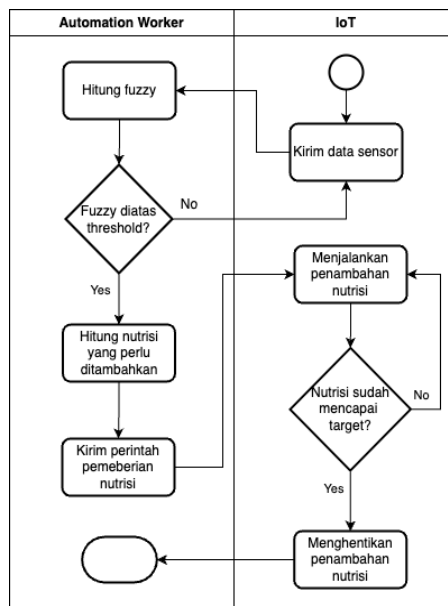 Automation Worker
IoT
Hitung fuzzy
Kirim data sensor
Fuzzy diatas
threshold?
No
Yes
Menjalankan
penambahan
nutrisi
Hitung nutrisi
yang perlu
ditambahkan
Nutrisi sudah
mencapai
target?
No
Kirim perintah
pemeberian
nutrisi
Yes
Menghentikan
penambahan
nutrisi